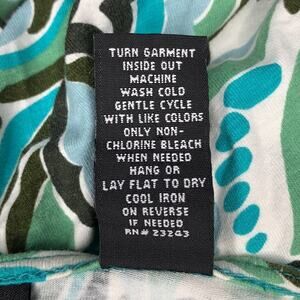 TURN GARMENT
INSIDE OUT
MACHINE
WASH COLD
GENTLE CYCLE
WITH LIKE COLORS
ONLY NON-
CHLORINE BLEACH
WHEN NEEDED
HANG OR
LAY FLAT TO DRY
COOL IRON
ON REVERSE
IF NEEDED
RN# 23243